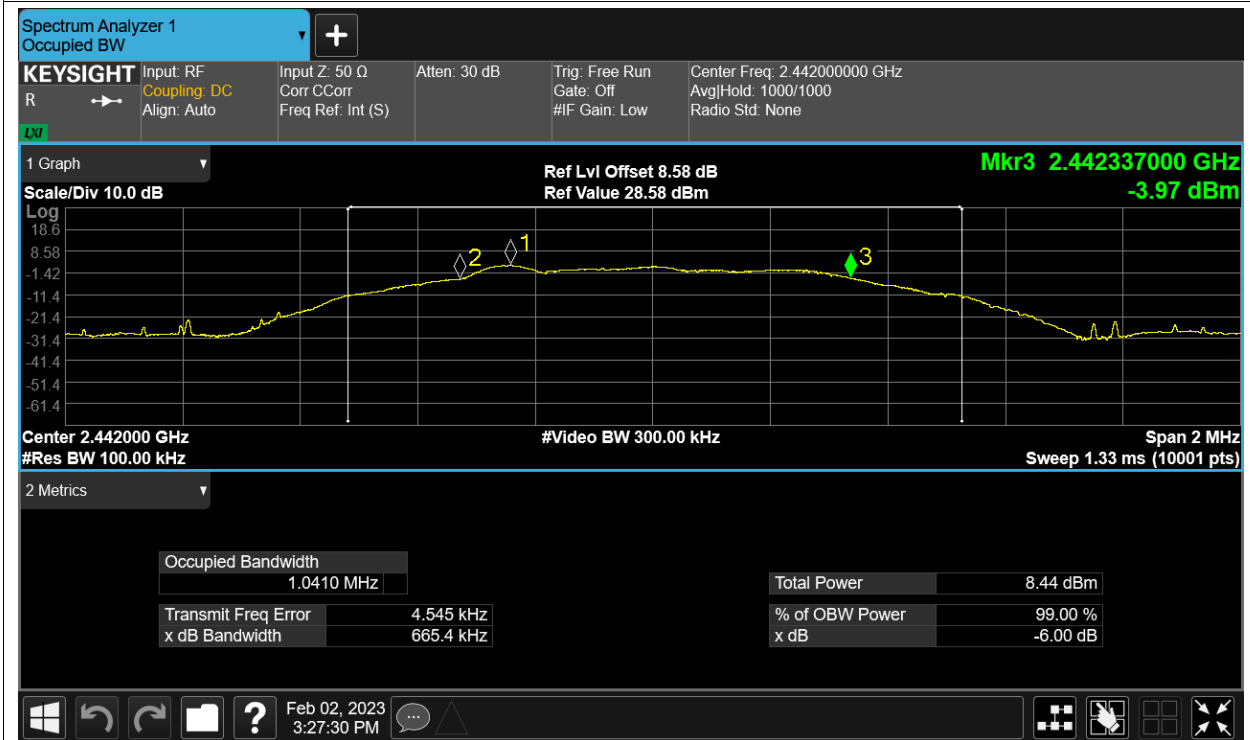 Spectrum Analyzer 1
Occupied BW
+
KEYSIGHT
R
LXI
Input: RF
Coupling: DC
Align: Auto
Input Z: 50 Ω
Corr CCorr
Freq Ref: Int (S)
Atten: 30 dB
Trig: Free Run
Gate: Off
#IF Gain: Low
Center Freq: 2.442000000 GHz
Avg|Hold: 1000/1000
Radio Std: None
1 Graph
Scale/Div 10.0 dB
Ref Lvl Offset 8.58 dB
Ref Value 28.58 dBm
Mkr3 2.442337000 GHz
-3.97 dBm
Log
18.6
8.58
-1.42
-11.4
-21.4
-31.4
-41.4
-51.4
-61.4
2
1
3
Center 2.442000 GHz
#Video BW 300.00 kHz
Span 2 MHz
#Res BW 100.00 kHz
Sweep 1.33 ms (10001 pts)
2 Metrics
Occupied Bandwidth
1.0410 MHz
Total Power 8.44 dBm
Transmit Freq Error 4.545 kHz
% of OBW Power 99.00 %
x dB Bandwidth 665.4 kHz
x dB -6.00 dB
?
Feb 02, 2023
3:27:30 PM